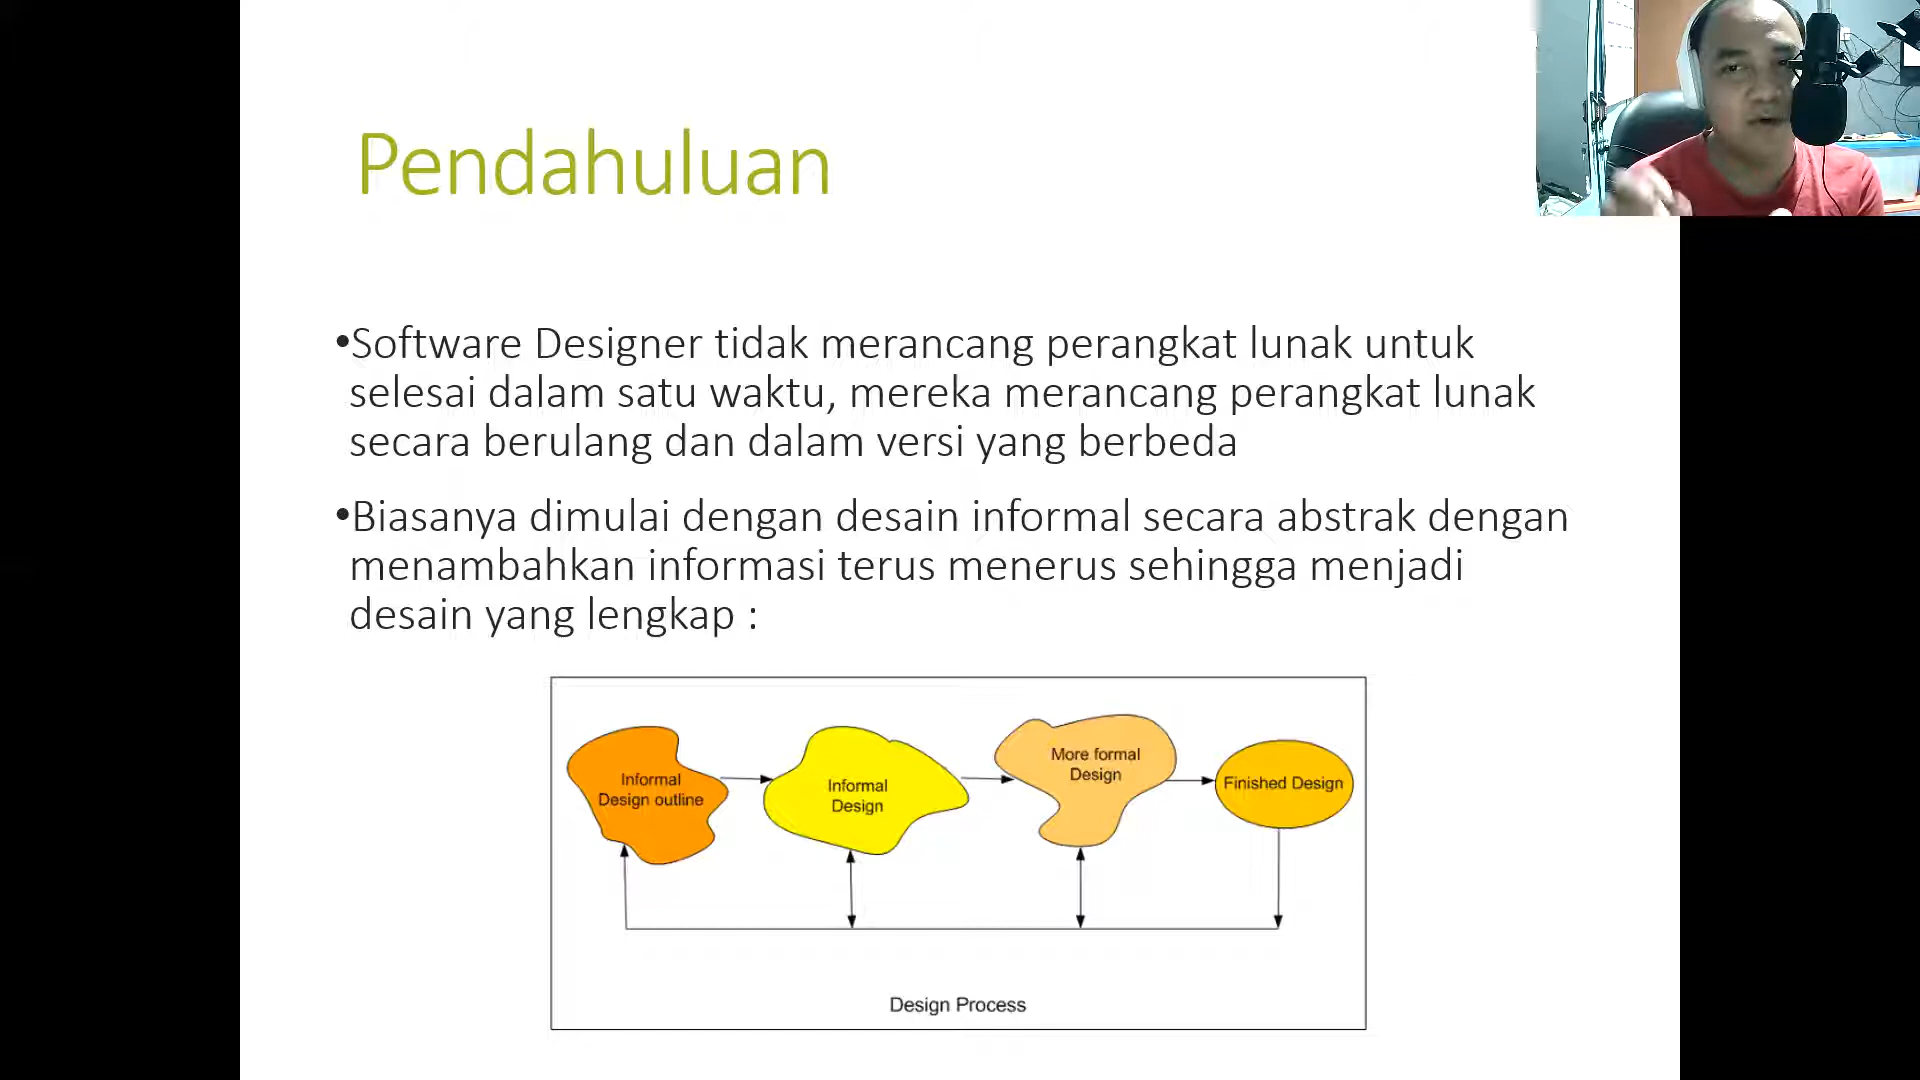 Pendahuluan
•Software Designer tidak merancang perangkat lunak untuk
selesai dalam satu waktu, mereka merancang perangkat lunak
secara berulang dan dalam versi yang berbeda
•Biasanya dimulai dengan desain informal secara abstrak dengan
menambahkan informasi terus menerus sehingga menjadi
desain yang lengkap :
Informal
Design outline
Informal
Design
More formal
Design
Finished Design
Design Process